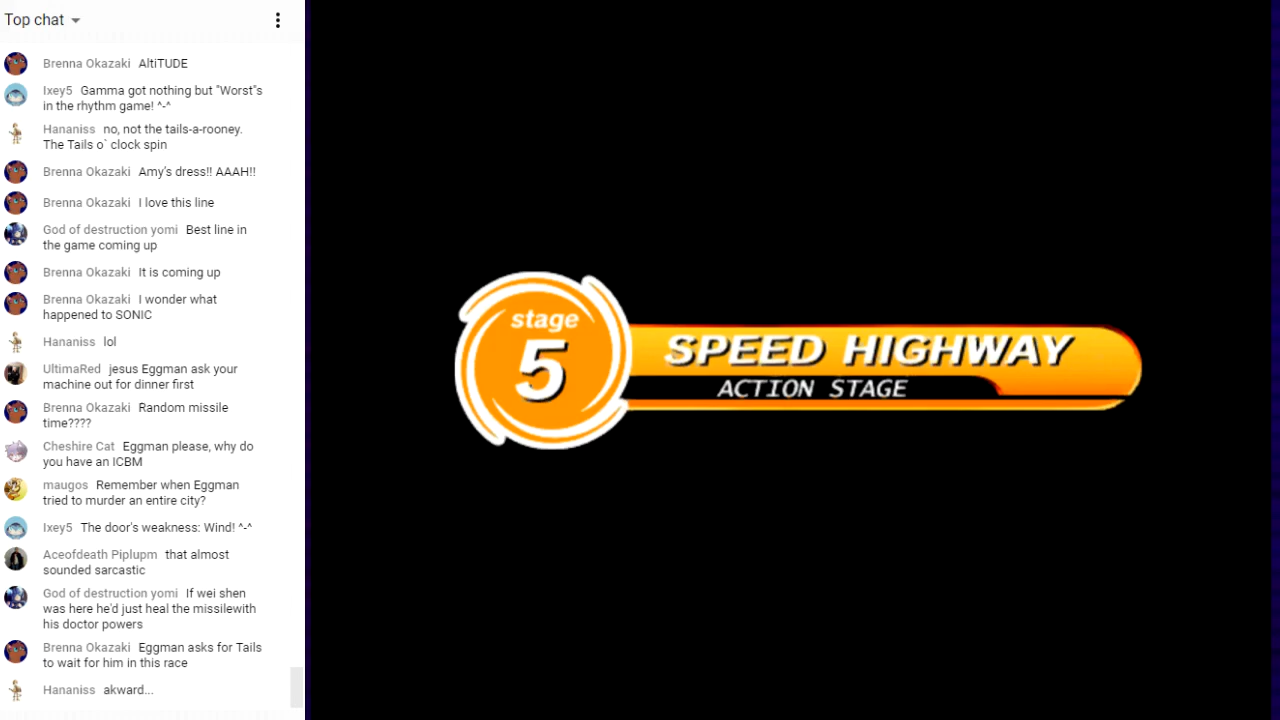 Top chat
Brenna Okazaki AltiTUDE
Ixey5 Gamma got nothing but "Worst"s
in the rhythm game! ^-^
Hananiss no, not the tails-a-rooney.
The Tails o` clock spin
Brenna Okazaki Amy's dress!! AAAH!!
Brenna Okazaki I love this line
God of destruction yomi Best line in
the game coming up
Brenna Okazaki It is coming up
Brenna Okazaki I wonder what
happened to SONIC
Hananiss lol
UltimaRed jesus Eggman ask your
machine out for dinner first
Brenna Okazaki Random missile
time????
Cheshire Cat Eggman please, why do
you have an ICBM
maugos Remember when Eggman
tried to murder an entire city?
Ixey5 The door's weakness: Wind! ^-^
Aceofdeath Piplupm that almost
sounded sarcastic
God of destruction yomi If wei shen
was here he'd just heal the missilewith
his doctor powers
Brenna Okazaki Eggman asks for Tails
to wait for him in this race
Hananiss akward...
stage
5
SPEED HIGHWAY
ACTION STAGE